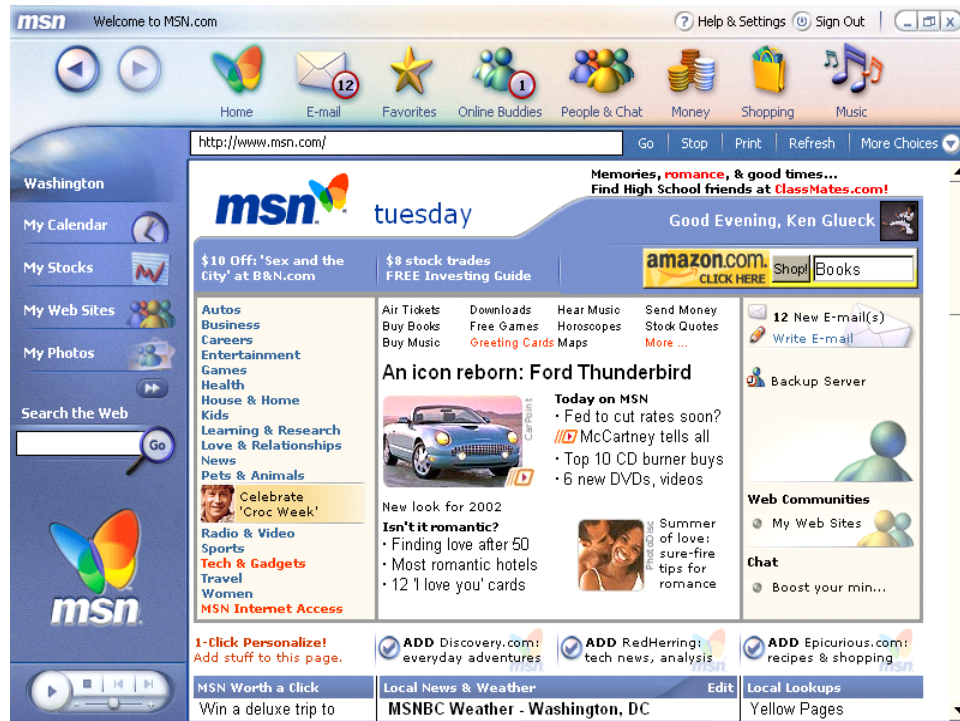 msn Welcome to MSN.com
? Help & Settings Sign Out
12
1
Home E-mail Favorites Online Buddies People & Chat Money Shopping Music
http://www.msn.com/ Go Stop Print Refresh More Choices
Washington
My Calendar
My Stocks
My Web Sites
My Photos
Search the Web
Go
msn
msn tuesday
Memories, romance, & good times...
Find High School friends at ClassMates.com!
Good Evening, Ken Glueck
$10 Off: 'Sex and the
City' at B&N.com
$8 stock trades
FREE Investing Guide
amazon.com.
CLICK HERE
Shop! Books
Autos
Business
Careers
Entertainment
Games
Health
House & Home
Kids
Learning & Research
Love & Relationships
News
Pets & Animals
Celebrate
'Croc Week'
Radio & Video
Sports
Tech & Gadgets
Travel
Women
MSN Internet Access
Air Tickets Downloads Hear Music Send Money
Buy Books Free Games Horoscopes Stock Quotes
Buy Music Greeting Cards Maps More ...
An icon reborn: Ford Thunderbird
CarPoint
New look for 2002
Today on MSN
· Fed to cut rates soon?
McCartney tells all
· Top 10 CD burner buys
· 6 new DVDs, videos
Isn't it romantic?
· Finding love after 50
· Most romantic hotels
· 12 'I love you' cards
PhotoDisc
Summer
of love:
sure-fire
tips for
romance
12 New E-mail(s)
Write E-mail
Backup Server
Web Communities
My Web Sites
Chat
Boost your min...
1-Click Personalize!
Add stuff to this page.
ADD Discovery.com:
everyday adventures
msn
ADD RedHerring:
tech news, analysis
msn
ADD Epicurious.com:
recipes & shopping
msn
MSN Worth a Click
Win a deluxe trip to
Local News & Weather Edit
MSNBC Weather - Washington, DC
Local Lookups
Yellow Pages